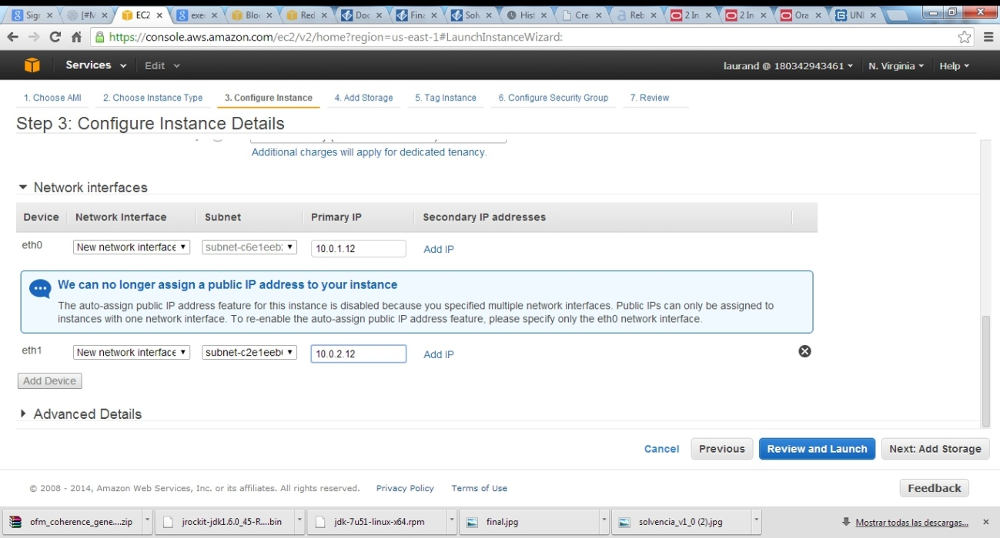 Sign
[#M
EC2
exe
Blo
Red
Doc
Fina
Solv
Hist
Cre
Reb
2 In
2 In
Ora
UNI
https://console.aws.amazon.com/ec2/v2/home?region=us-east-1#LaunchInstanceWizard:
Services Edit laurand @ 180342943461 N. Virginia Help
1. Choose AMI 2. Choose Instance Type 3. Configure Instance 4. Add Storage 5. Tag Instance 6. Configure Security Group 7. Review
Step 3: Configure Instance Details
Additional charges will apply for dedicated tenancy.
Network interfaces
Device Network Interface Subnet Primary IP Secondary IP addresses
eth0 New network interface subnet-c6e1eeb 10.0.1.12 Add IP
We can no longer assign a public IP address to your instance
The auto-assign public IP address feature for this instance is disabled because you specified multiple network interfaces. Public IPs can only be assigned to
instances with one network interface. To re-enable the auto-assign public IP address feature, please specify only the eth0 network interface.
eth1 New network interface subnet-c2e1eeb 10.0.2.12 Add IP
Add Device
Advanced Details
Cancel Previous Review and Launch Next: Add Storage
© 2008 - 2014, Amazon Web Services, Inc. or its affiliates. All rights reserved. Privacy Policy Terms of Use Feedback
ofm_coherence_gene....zip jrockit-jdk1.6.0_45-R....bin jdk-7u51-linux-x64.rpm final.jpg solvencia_v1_0 (2).jpg Mostrar todas las descargas...